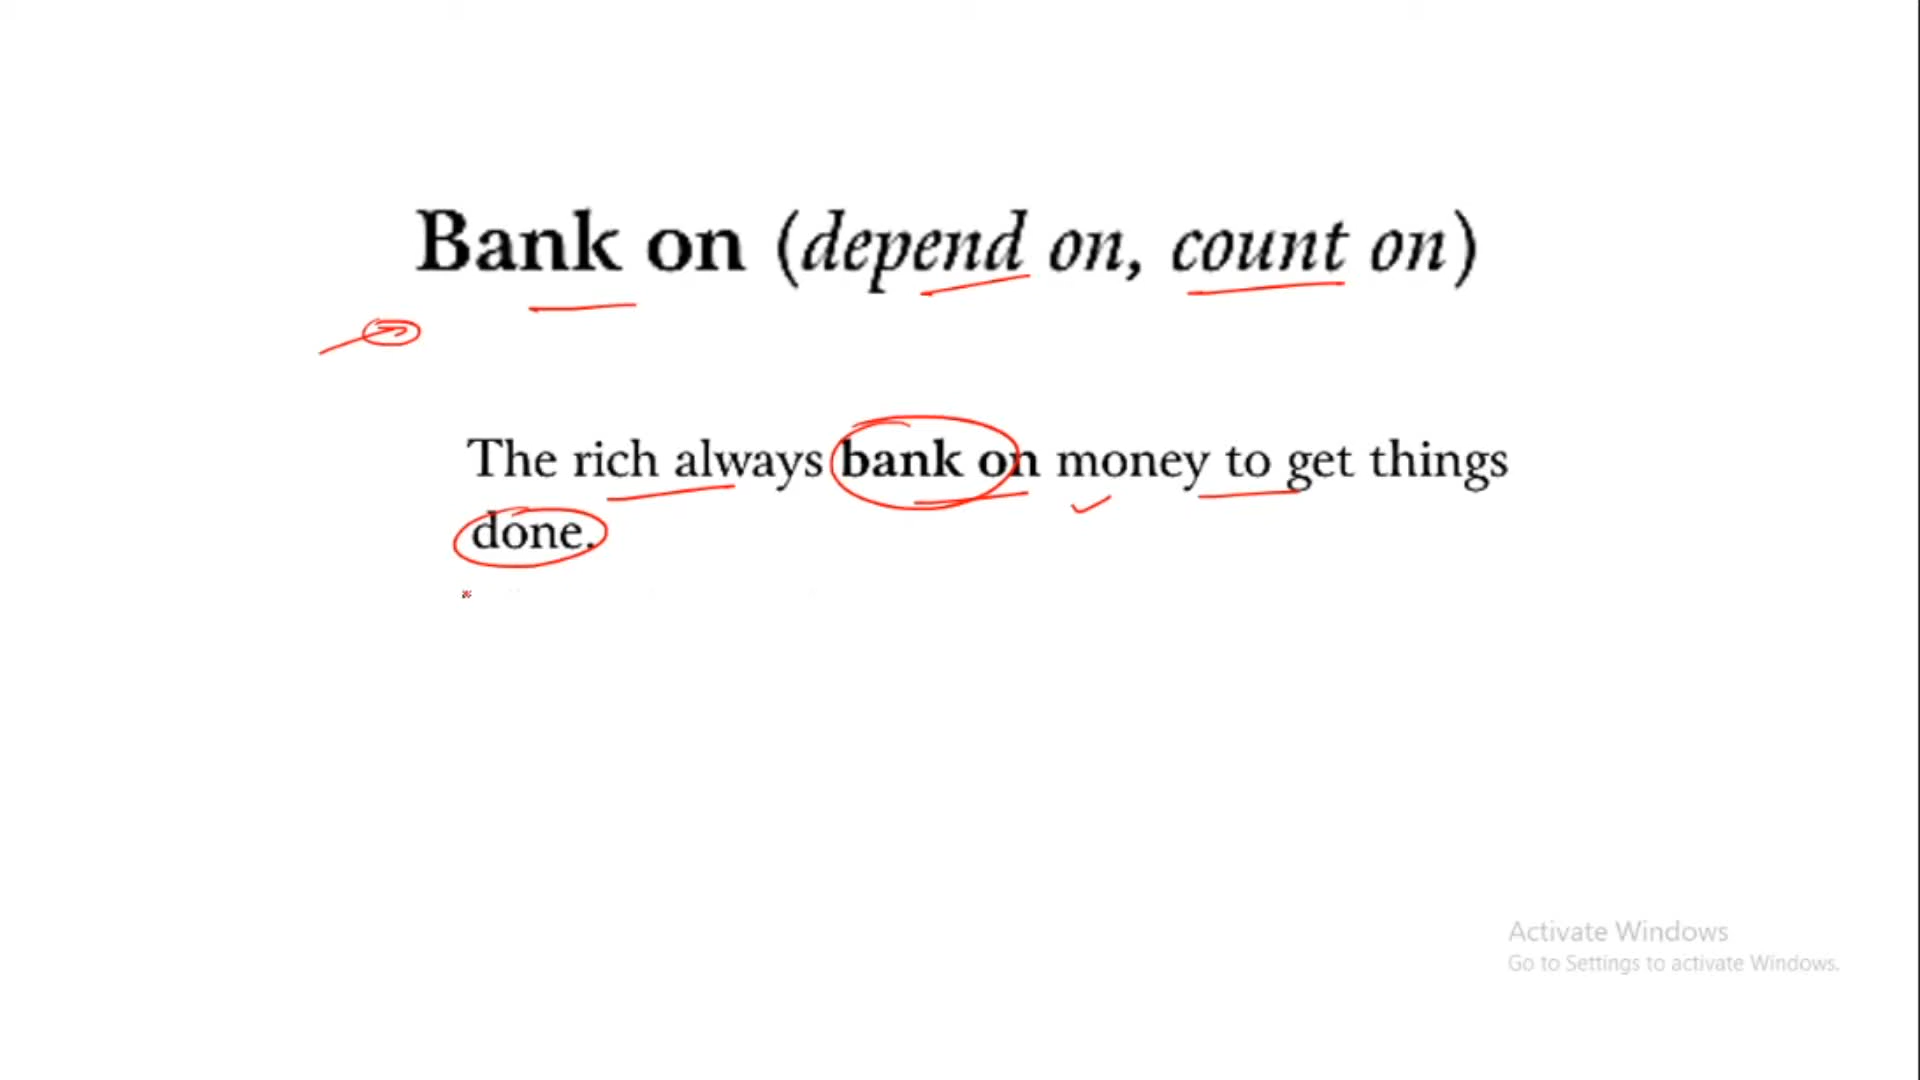 Bank on (depend on, count on)
The rich always bank on money to get things
done.
Activate Windows
Go to Settings to activate Windows.